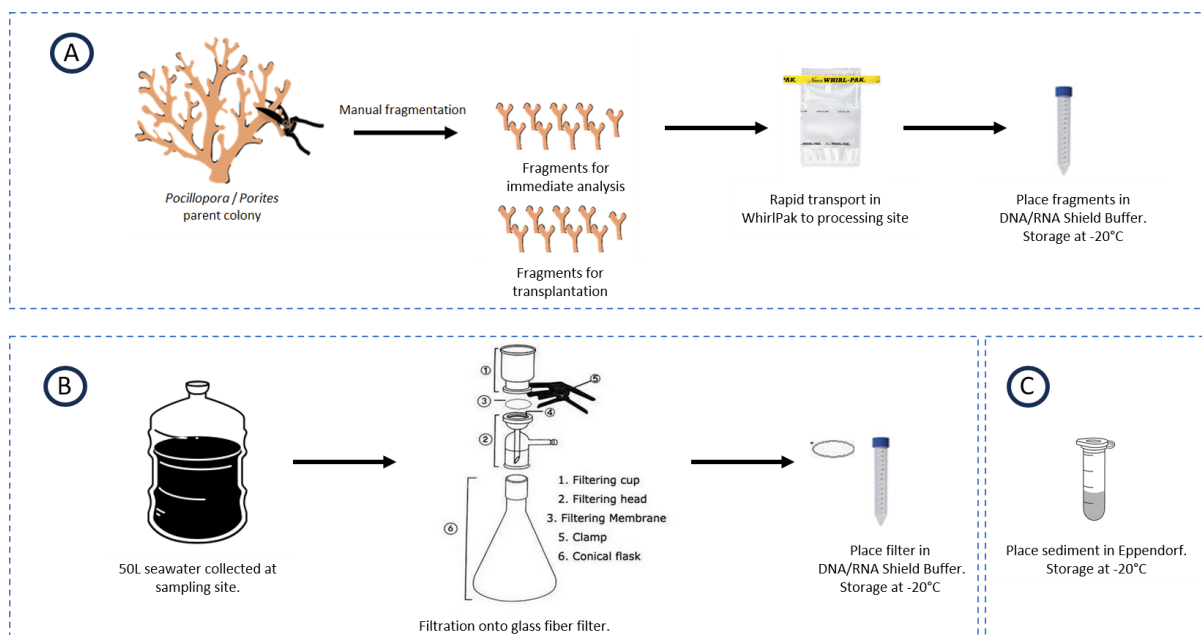 A
Manual fragmentation
Pocillopora / Porites
parent colony
Fragments for
immediate analysis
Fragments for
transplantation
WHIRL-PAK.
Rapid transport in
WhirlPak to processing site
Place fragments in
DNA/RNA Shield Buffer.
Storage at -20°C
B
50L seawater collected at
sampling site.
①
②
③
④
⑤
⑥
1. Filtering cup
2. Filtering head
3. Filtering Membrane
5. Clamp
6. Conical flask
Filtration onto glass fiber filter.
Place filter in
DNA/RNA Shield Buffer.
Storage at -20°C
C
Place sediment in Eppendorf.
Storage at -20°C